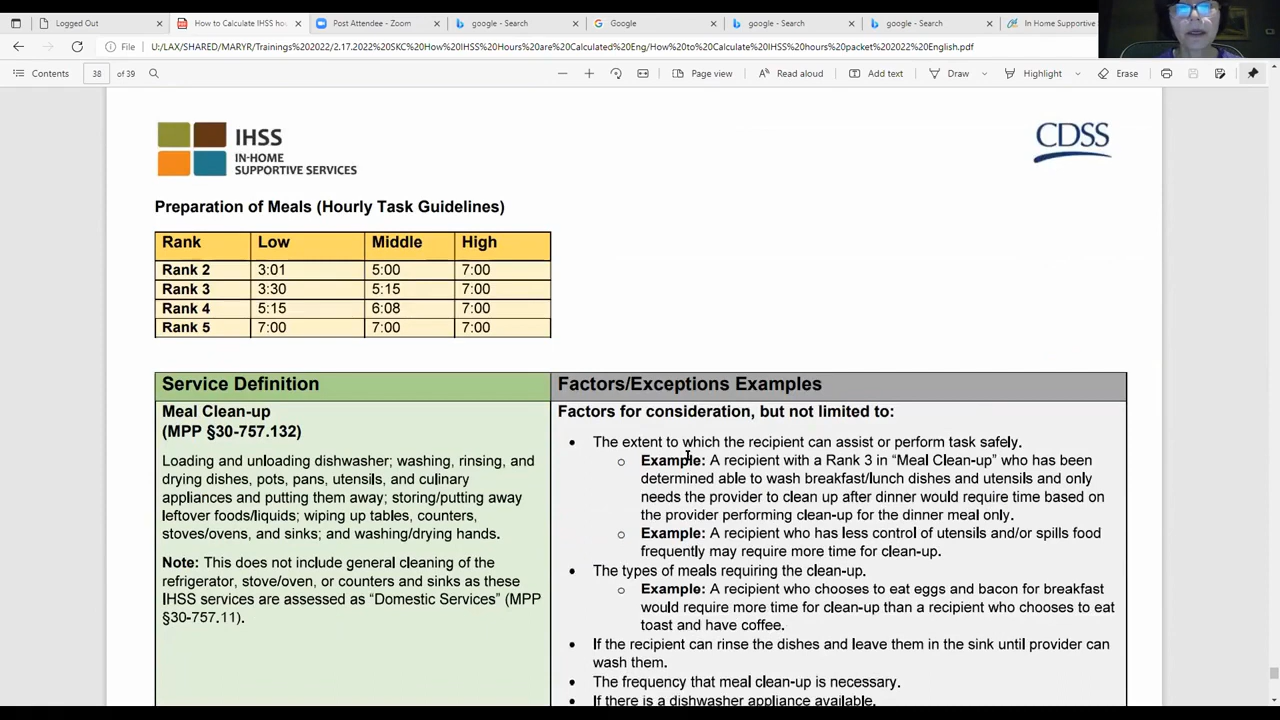 Logged Out
How to Calculate IHSS ho
Post Attendee - Zoom
google - Search
Google
google - Search
google - Search
In Home Supportive
File
U:/LAX/SHARED/MARYR/Trainings%202022/2.17.2022%20SKC%20How%20IHSS%20Hours%20are%20Calculated%20Eng/How%20to%20Calculate%20IHSS%20hours%20packet%202022%20English.pdf
Contents
38 of 39
Page view
Read aloud
Add text
Draw
Highlight
Erase
IHSS
IN-HOME
SUPPORTIVE SERVICES
CDSS
Preparation of Meals (Hourly Task Guidelines)
Rank Low Middle High
Rank 2 3:01 5:00 7:00
Rank 3 3:30 5:15 7:00
Rank 4 5:15 6:08 7:00
Rank 5 7:00 7:00 7:00
Service Definition
Meal Clean-up
(MPP §30-757.132)
Loading and unloading dishwasher; washing, rinsing, and
drying dishes, pots, pans, utensils, and culinary
appliances and putting them away; storing/putting away
leftover foods/liquids; wiping up tables, counters,
stoves/ovens, and sinks; and washing/drying hands.
Note: This does not include general cleaning of the
refrigerator, stove/oven, or counters and sinks as these
IHSS services are assessed as “Domestic Services” (MPP
§30-757.11).
Factors/Exceptions Examples
Factors for consideration, but not limited to:
• The extent to which the recipient can assist or perform task safely.
o Example: A recipient with a Rank 3 in “Meal Clean-up” who has been
determined able to wash breakfast/lunch dishes and utensils and only
needs the provider to clean up after dinner would require time based on
the provider performing clean-up for the dinner meal only.
o Example: A recipient who has less control of utensils and/or spills food
frequently may require more time for clean-up.
• The types of meals requiring the clean-up.
o Example: A recipient who chooses to eat eggs and bacon for breakfast
would require more time for clean-up than a recipient who chooses to eat
toast and have coffee.
• If the recipient can rinse the dishes and leave them in the sink until provider can
wash them.
• The frequency that meal clean-up is necessary.
• If there is a dishwasher appliance available.